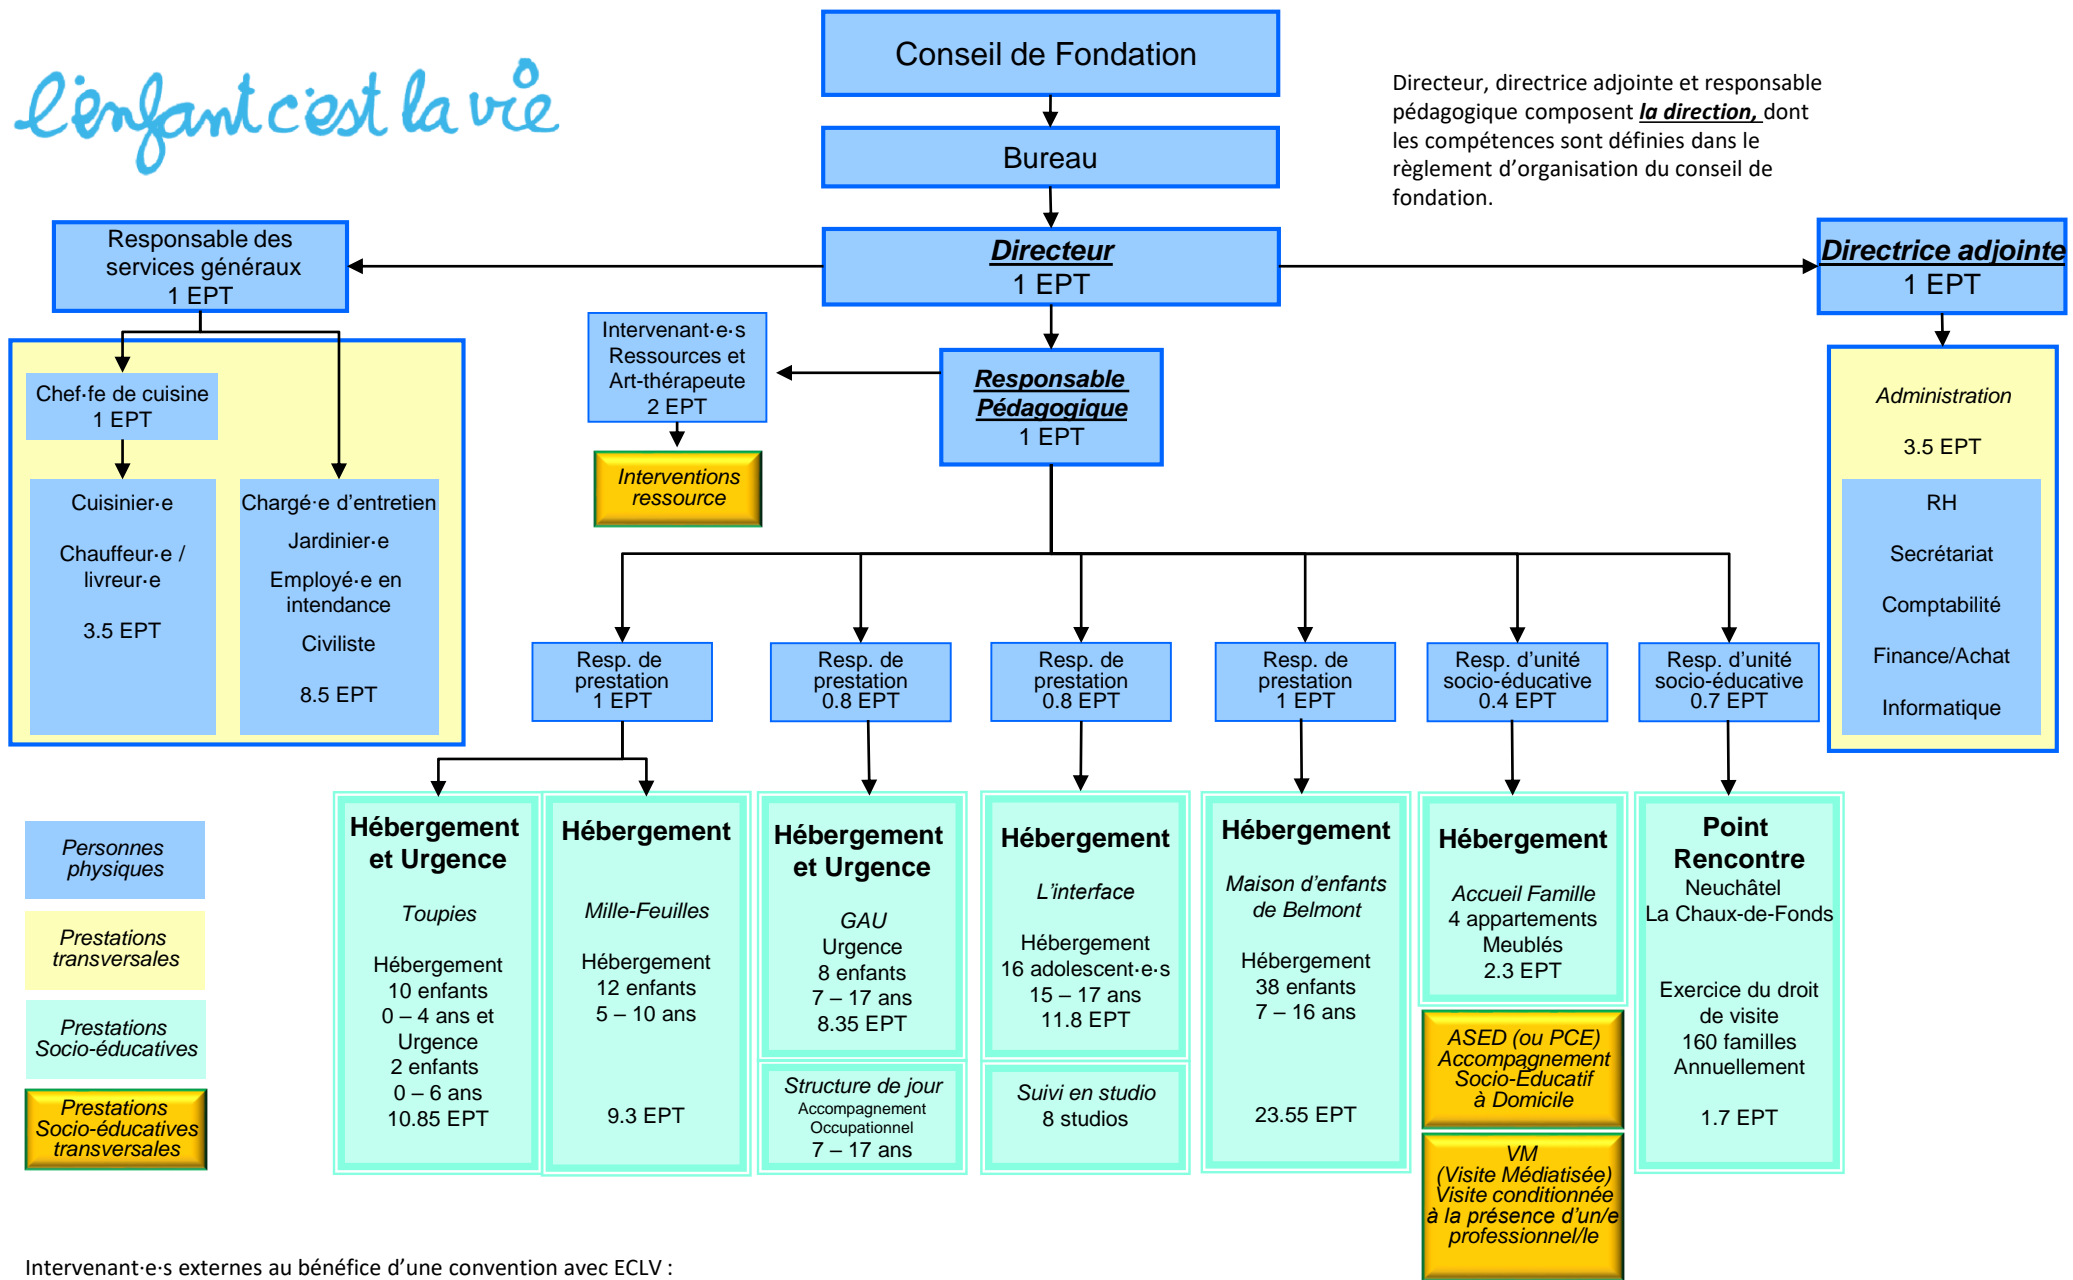 l'enfant c'est la vie
Conseil de Fondation
Bureau
Directeur, directrice adjointe et responsable
pédagogique composent la direction, dont
les compétences sont définies dans le
règlement d'organisation du conseil de
fondation.
Responsable des
services généraux
1 EPT
Directeur
1 EPT
Directrice adjointe
1 EPT
Intervenant·e·s
Ressources et
Art-thérapeute
2 EPT
Interventions
ressource
Responsable
Pédagogique
1 EPT
Chef·fe de cuisine
1 EPT
Cuisinier·e
Chauffeur·e /
livreur·e
3.5 EPT
Chargé·e d'entretien
Jardinier·e
Employé·e en
intendance
Civiliste
8.5 EPT
Administration
3.5 EPT
RH
Secrétariat
Comptabilité
Finance/Achat
Informatique
Resp. de
prestation
1 EPT
Resp. de
prestation
0.8 EPT
Resp. de
prestation
0.8 EPT
Resp. de
prestation
1 EPT
Resp. d'unité
socio-éducative
0.4 EPT
Resp. d'unité
socio-éducative
0.7 EPT
Personnes
physiques
Prestations
transversales
Prestations
Socio-éducatives
Prestations
Socio-éducatives
transversales
Hébergement
et Urgence
Toupies
Hébergement
10 enfants
0 – 4 ans et
Urgence
2 enfants
0 – 6 ans
10.85 EPT
Hébergement
Mille-Feuilles
Hébergement
12 enfants
5 – 10 ans
9.3 EPT
Hébergement
et Urgence
GAU
Urgence
8 enfants
7 – 17 ans
8.35 EPT
Structure de jour
Accompagnement
Occupationnel
7 – 17 ans
Hébergement
L'interface
Hébergement
16 adolescent·e·s
15 – 17 ans
11.8 EPT
Suivi en studio
8 studios
Hébergement
Maison d'enfants
de Belmont
Hébergement
38 enfants
7 – 16 ans
23.55 EPT
Hébergement
Accueil Famille
4 appartements
Meublés
2.3 EPT
ASED (ou PCE)
Accompagnement
Socio-Éducatif
à Domicile
VM
(Visite Médiatisée)
Visite conditionnée
à la présence d'un/e
professionnel/le
Point
Rencontre
Neuchâtel
La Chaux-de-Fonds
Exercice du droit
de visite
160 familles
Annuellement
1.7 EPT
Intervenant·e·s externes au bénéfice d'une convention avec ECLV :